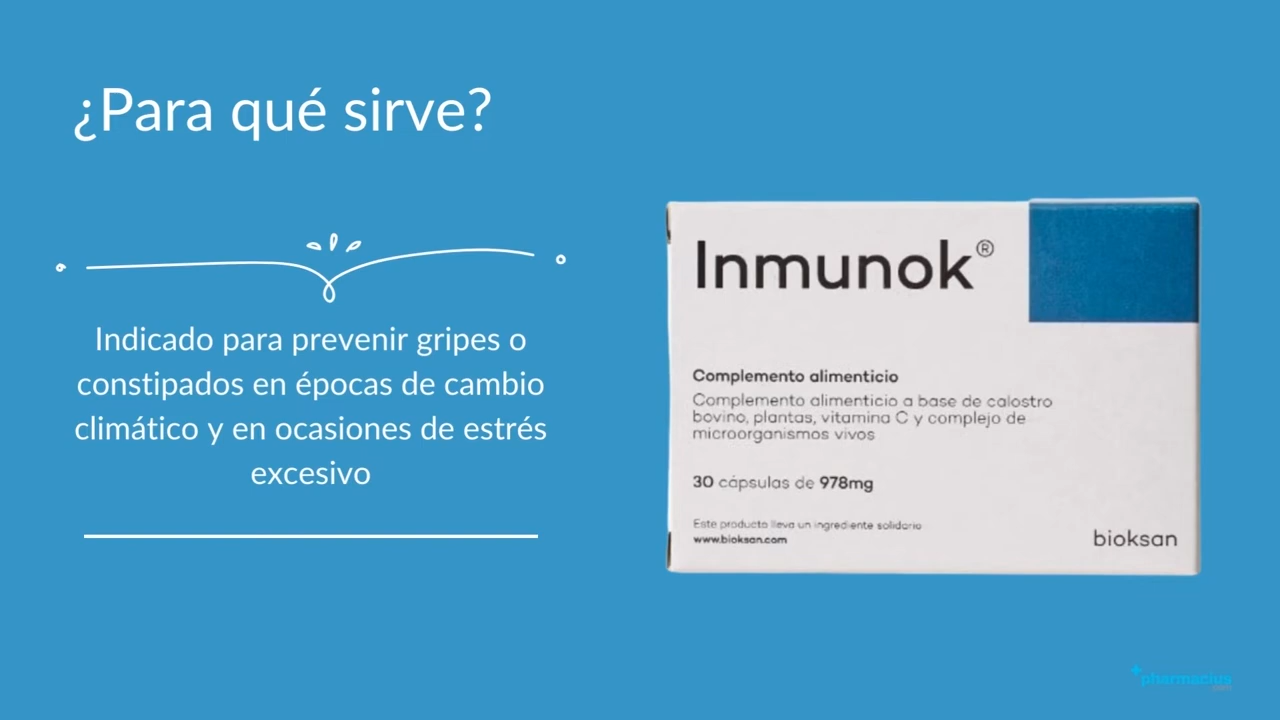 ¿Para qué sirve?
Indicado para prevenir gripes o
constipados en épocas de cambio
climático y en ocasiones de estrés
excesivo
Inmunok®
Complemento alimenticio
Complemento alimenticio a base de calostro
bovino, plantas, vitamina C y complejo de
microorganismos vivos
30 cápsulas de 978mg
Este producto lleva un ingrediente solidario
www.bioksan.com
bioksan
pharmacius